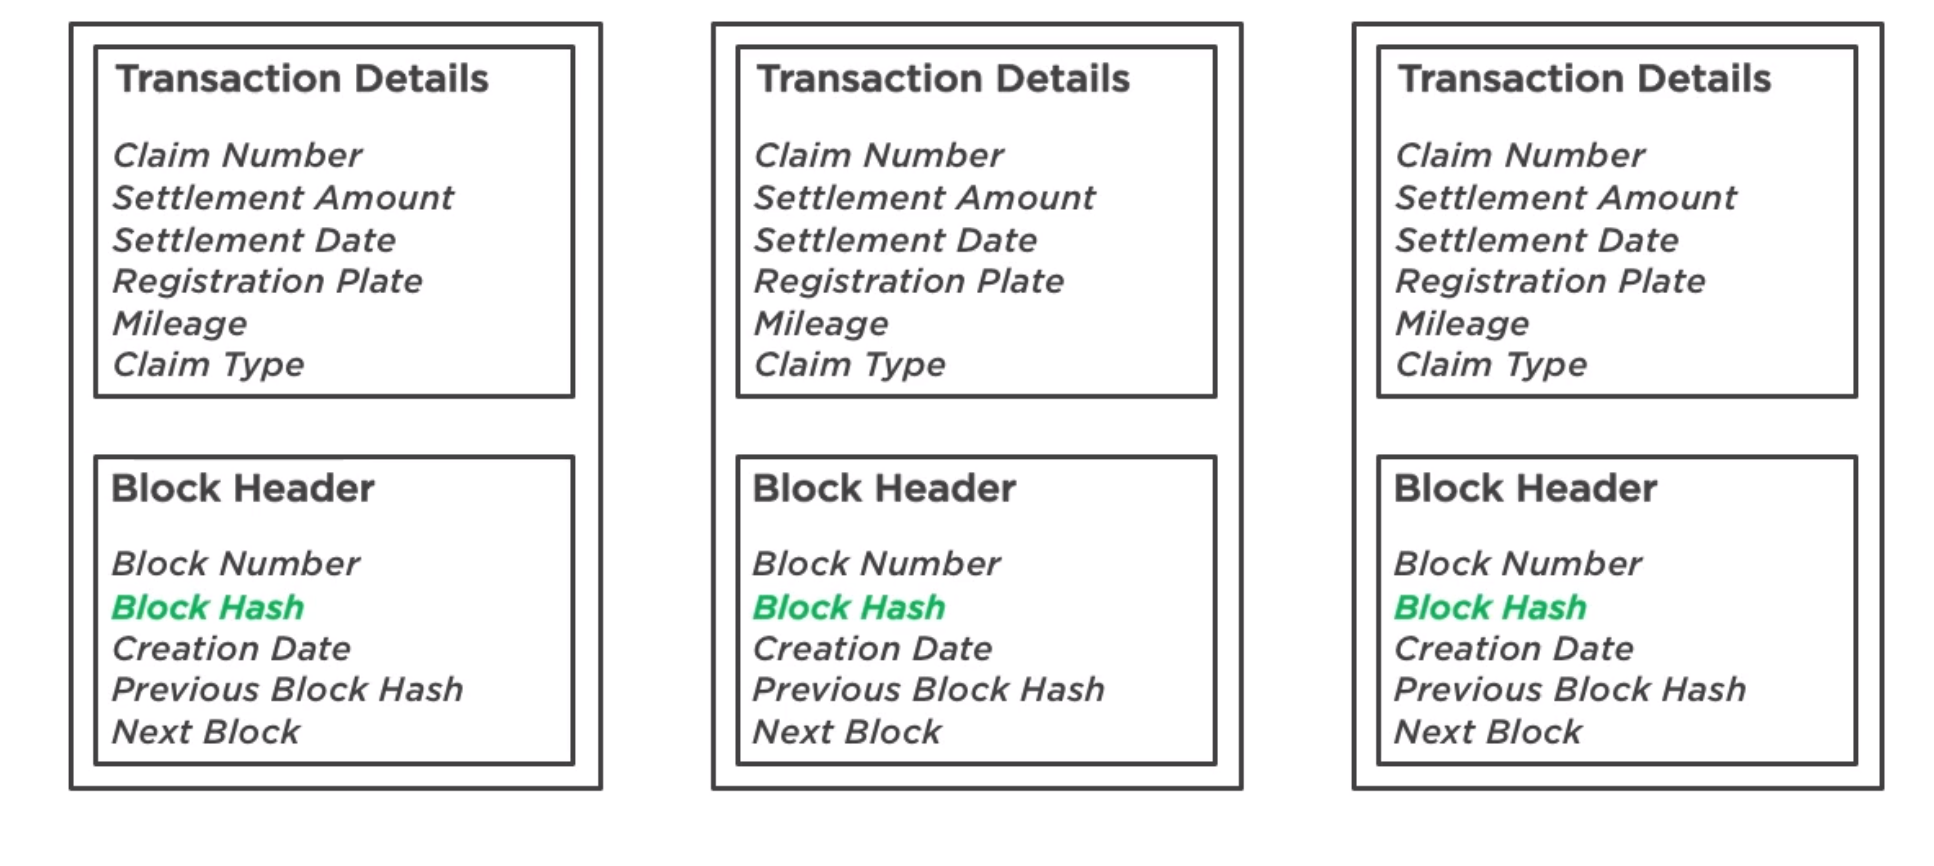 Transaction Details
Claim Number
Settlement Amount
Settlement Date
Registration Plate
Mileage
Claim Type
Block Header
Block Number
Block Hash
Creation Date
Previous Block Hash
Next Block
Transaction Details
Claim Number
Settlement Amount
Settlement Date
Registration Plate
Mileage
Claim Type
Block Header
Block Number
Block Hash
Creation Date
Previous Block Hash
Next Block
Transaction Details
Claim Number
Settlement Amount
Settlement Date
Registration Plate
Mileage
Claim Type
Block Header
Block Number
Block Hash
Creation Date
Previous Block Hash
Next Block